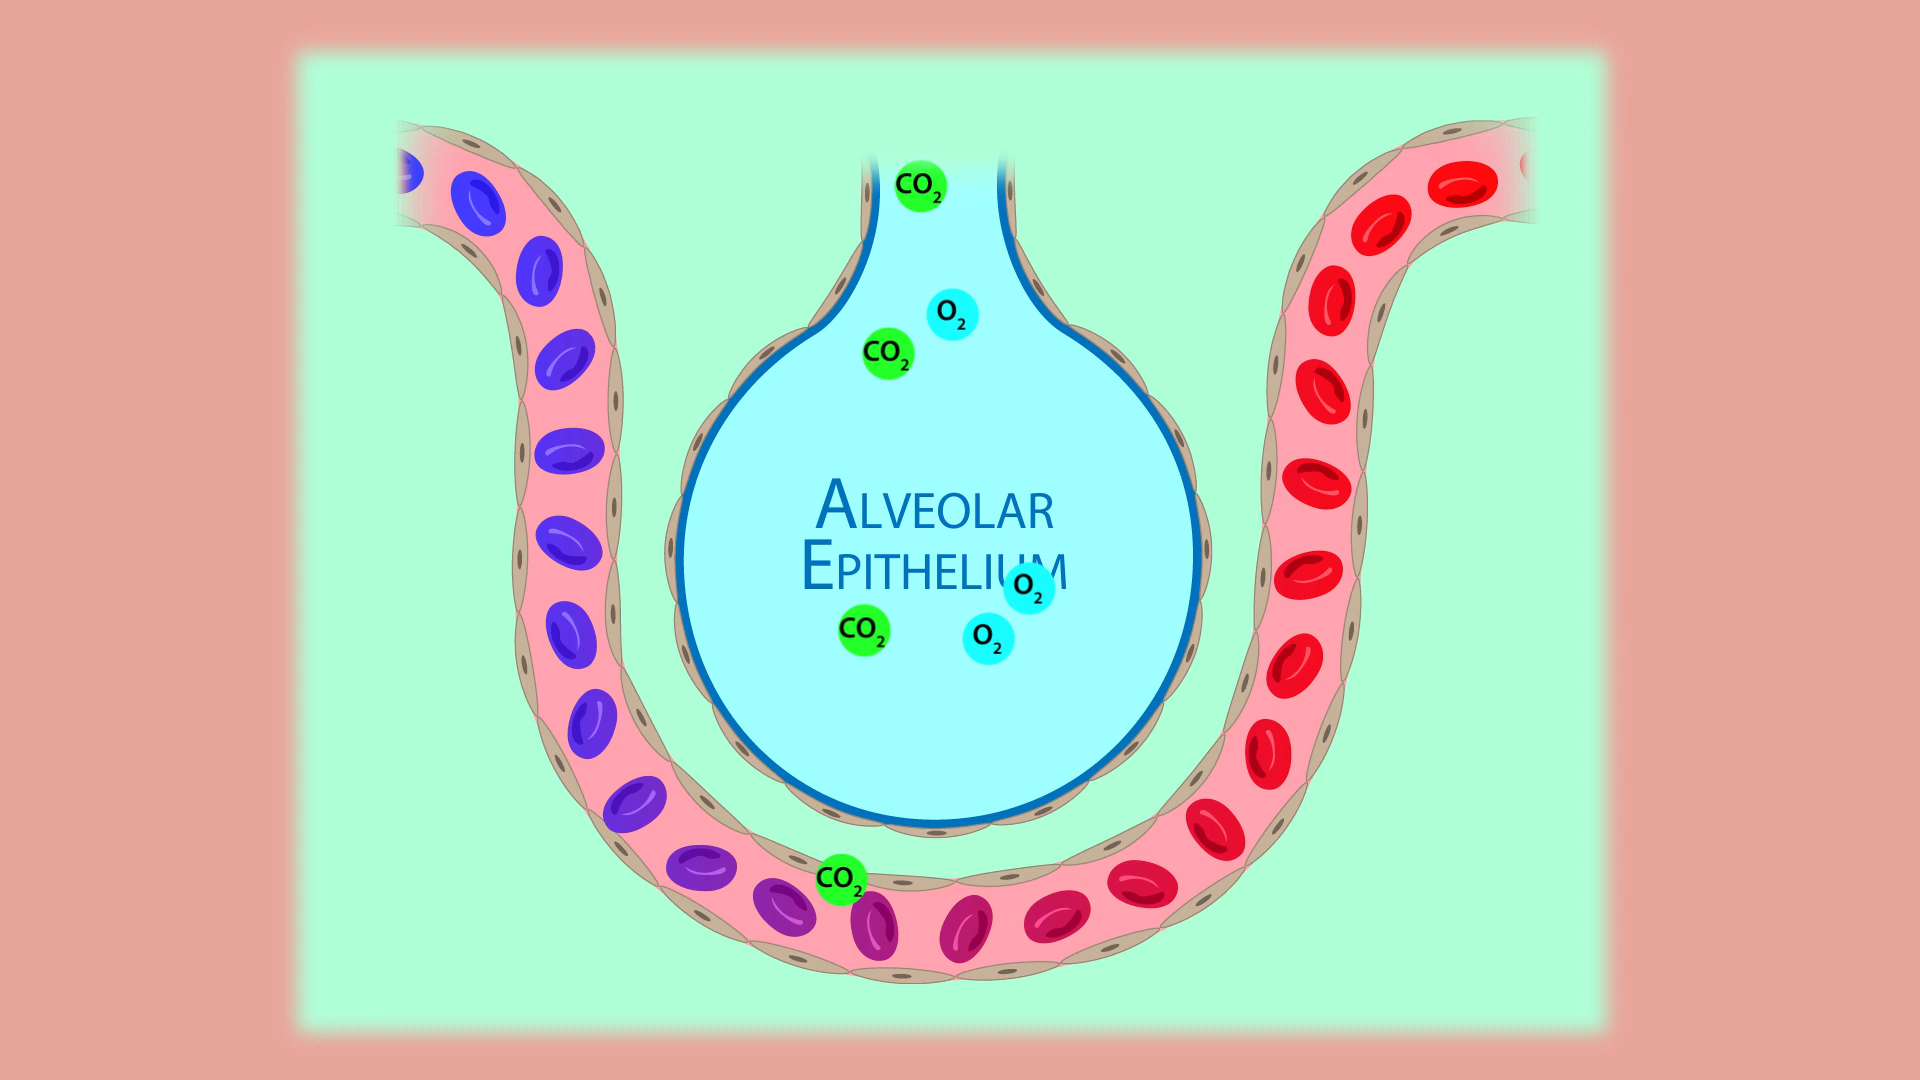 CO₂
O₂
CO₂
ALVEOLAR
EPITHELIUM
O₂
CO₂
O₂
CO₂